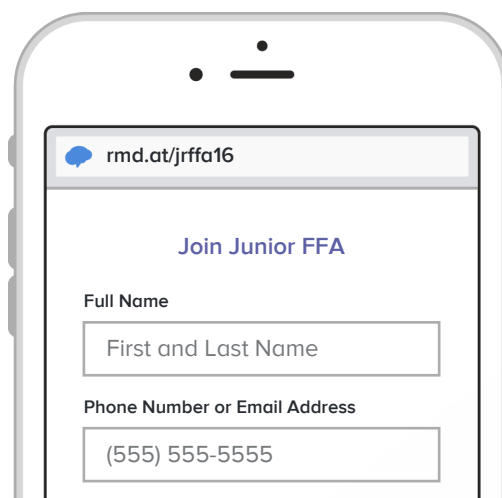 rmd.at/jrffa16
Join Junior FFA
Full Name
First and Last Name
Phone Number or Email Address
(555) 555-5555